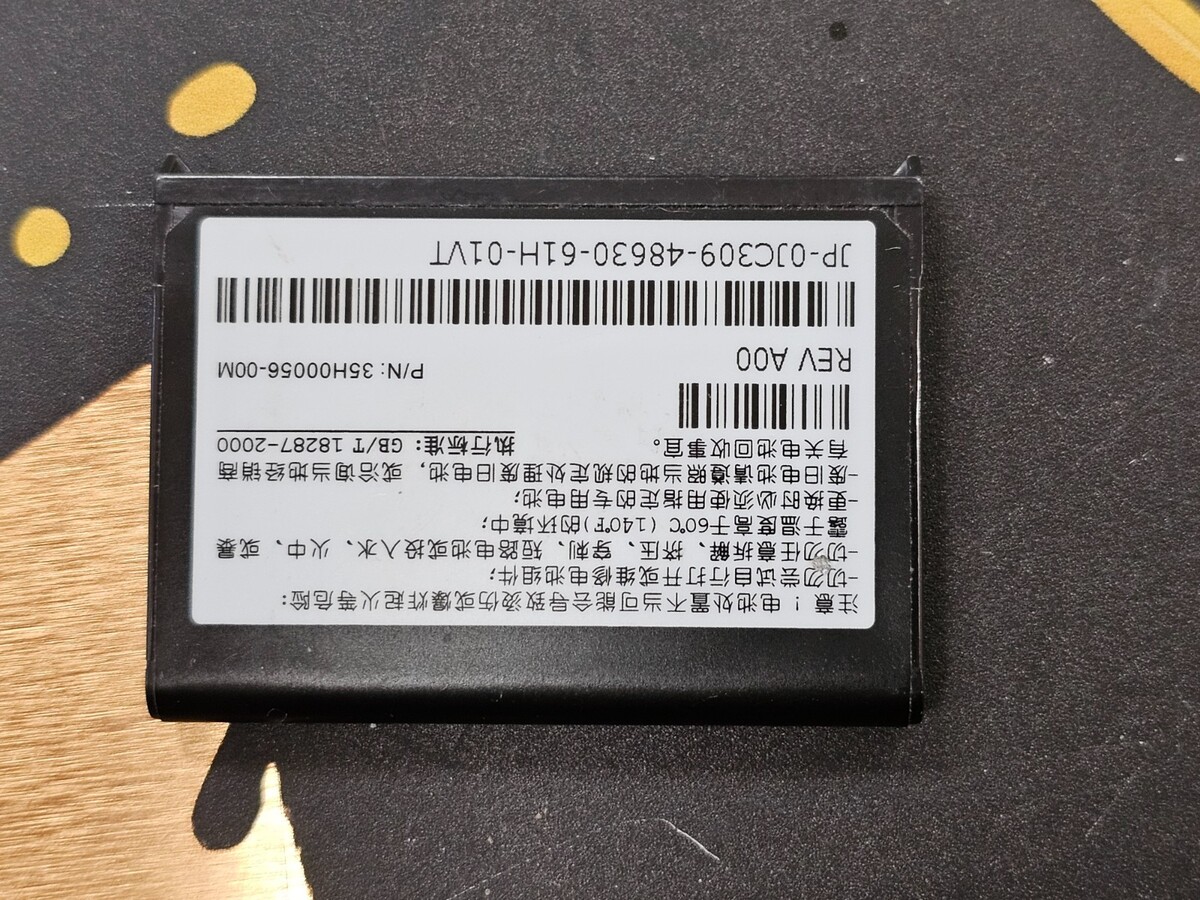 注意！电池处置不当可能会导致烫伤或爆炸起火等危险：
-切勿尝试自行打开或维修电池组件；
-切勿任意拆解、挤压、穿刺、短路电池或投入水、火中、或暴
露于温度高于60℃ (140℉)的环境中；
-更换时必须使用指定的专用电池；
-废旧电池请遵照当地的规定处理废旧电池，或洽询当地经销商
有关电池回收事宜。
执行标准：GB/T 18287-2000
REV A00
P/N: 35H00056-00M
JP-0JC309-48630-61H-01VT